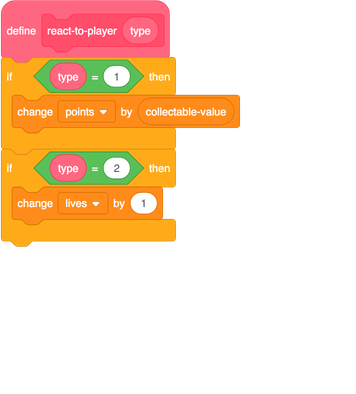 define react-to-player type
if type = 1 then
change points by collectable-value
if type = 2 then
change lives by 1